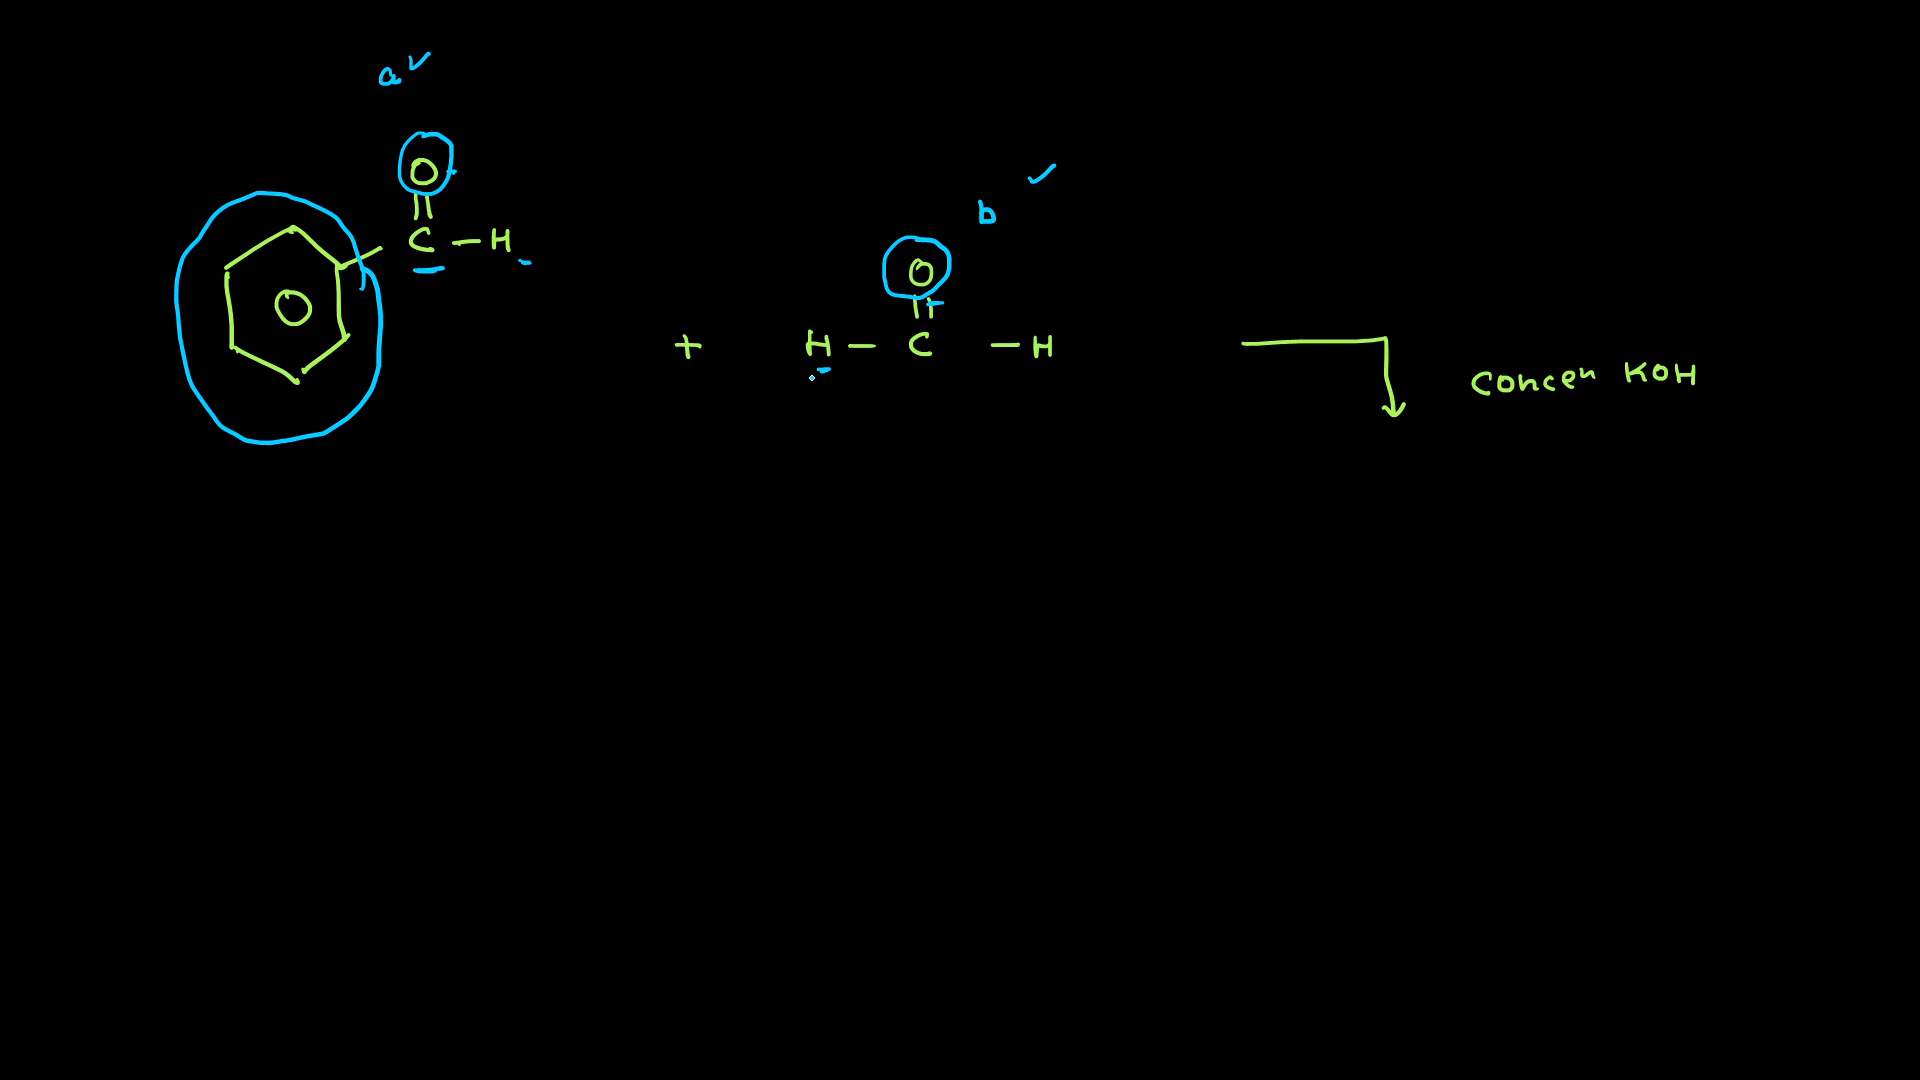 a
O
C – H
b
O
+ H – C – H
Concen KOH